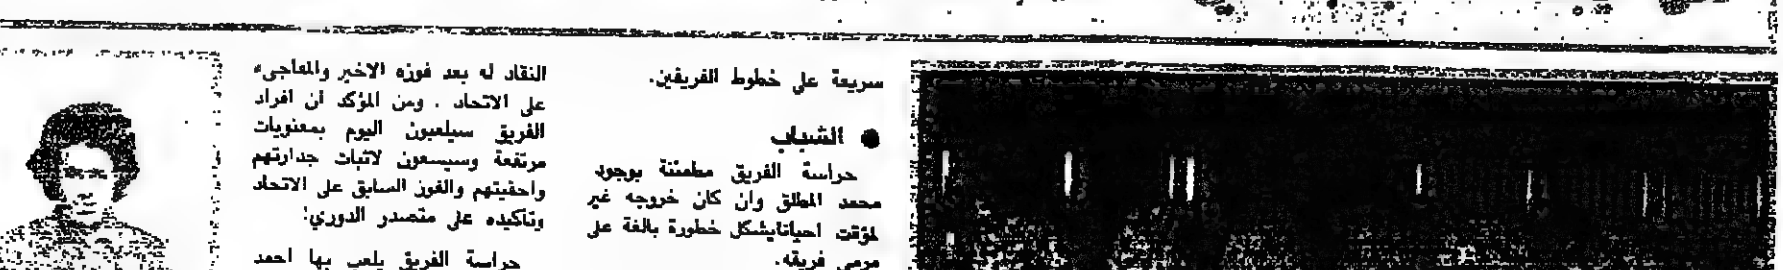 سريعة على خطوط الفريقين.
● الشباب
حراسة الفريق مطمئنة بوجود
محمد المطلق وان كان خروجه غير
المؤقت احيانايشكل خطورة بالغة على
مرمى فريقه.
النقاد له بعد فوزه الاخير والمفاجىء
على الاتحاد . ومن المؤكد ان افراد
الفريق سيلعبون اليوم بمعنويات
مرتفعة وسيسعون لاثبات جدارتهم
واحقيتهم والفوز السابق على الاتحاد
وتأكيده على متصدر الدوري:
حراسة الفريق يلعب بها احمد